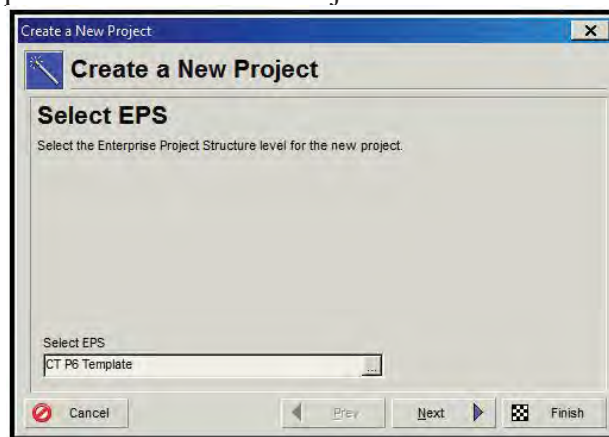 Create a New Project
Create a New Project
Select EPS
Select the Enterprise Project Structure level for the new project.
Select EPS
CT P6 Template
...
Cancel
Prev
Next
Finish